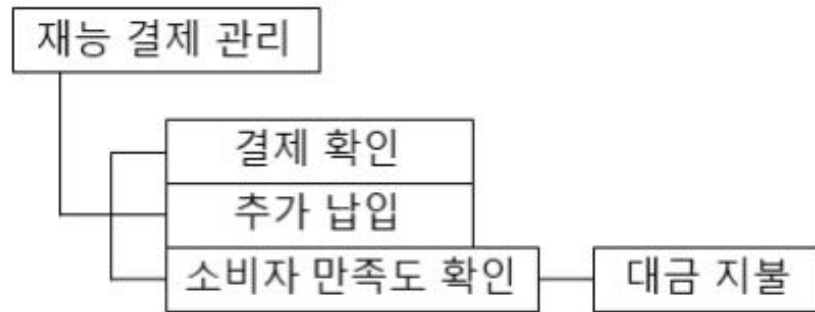 재능 결제 관리
결제 확인
추가 납입
소비자 만족도 확인
대금 지불